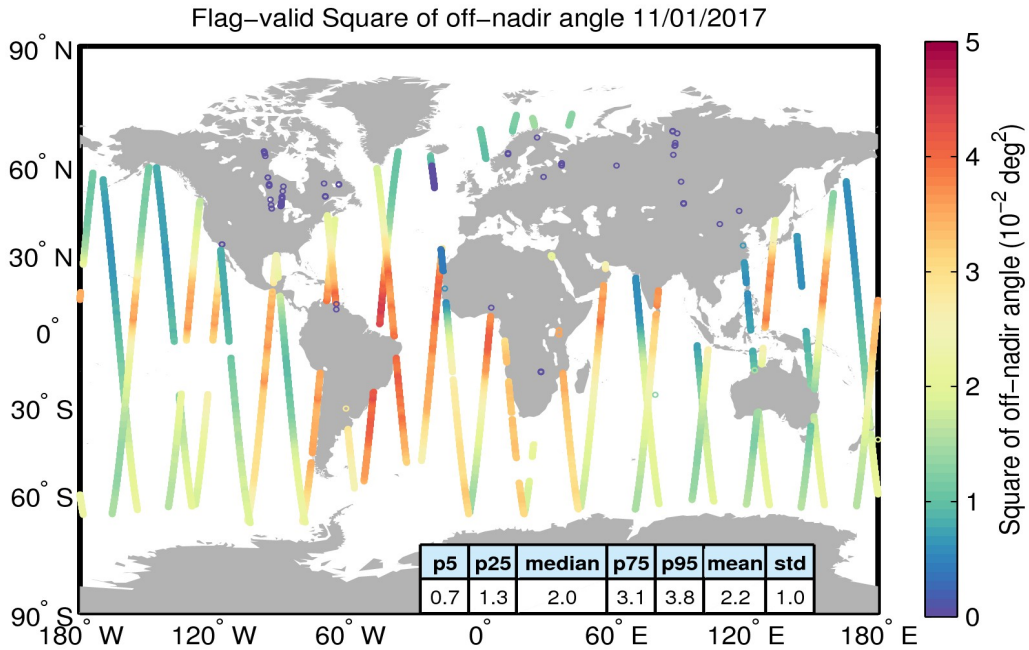 Flag−valid Square of off−nadir angle 11/01/2017
90° N
60° N
30° N
0°
30° S
60° S
90° S
180° W
120° W
60° W
0°
60° E
120° E
180° E
p5 p25 median p75 p95 mean std
0.7 1.3 2.0 3.1 3.8 2.2 1.0
5
4
3
2
1
0
Square of off−nadir angle (10⁻² deg²)